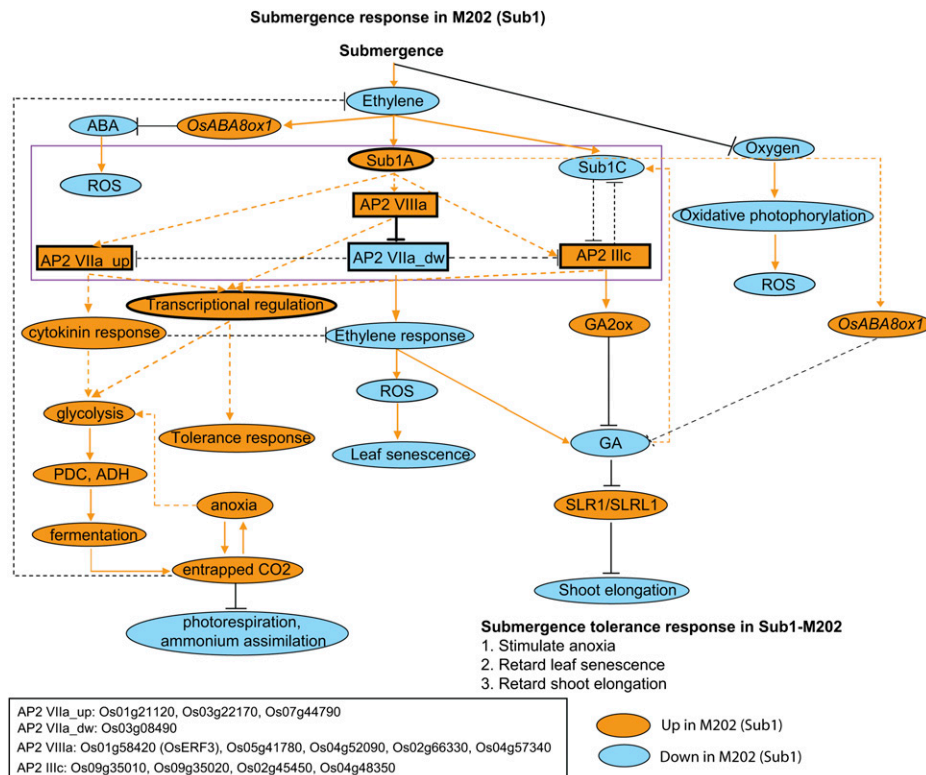 Submergence response in M202 (Sub1)
Submergence
Ethylene
ABA
OsABA8ox1
Oxygen
Sub1A
Sub1C
ROS
AP2 VIIIa
Oxidative photophorylation
AP2 VIIa_up
AP2 VIIa_dw
AP2 IIIc
ROS
Transcriptional regulation
cytokinin response
Ethylene response
GA2ox
OsABA8ox1
ROS
glycolysis
Tolerance response
Leaf senescence
GA
PDC, ADH
anoxia
SLR1/SLRL1
fermentation
entrapped CO2
Shoot elongation
photorespiration,
ammonium assimilation
Submergence tolerance response in Sub1-M202
1. Stimulate anoxia
2. Retard leaf senescence
3. Retard shoot elongation
AP2 VIIa_up: Os01g21120, Os03g22170, Os07g44790
AP2 VIIa_dw: Os03g08490
AP2 VIIIa: Os01g58420 (OsERF3), Os05g41780, Os04g52090, Os02g66330, Os04g57340
AP2 IIIc: Os09g35010, Os09g35020, Os02g45450, Os04g48350
Up in M202 (Sub1)
Down in M202 (Sub1)